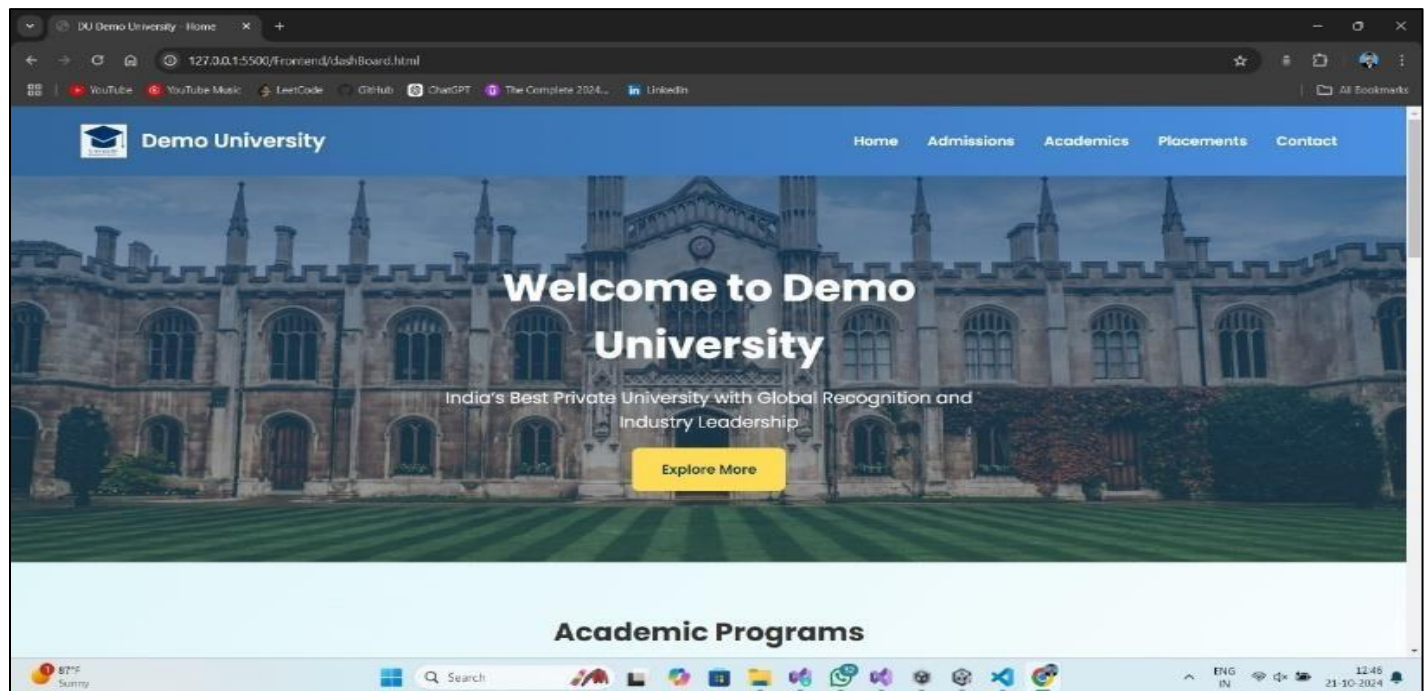 DU Demo University - Home
127.0.0.1:5500/Frontend/dashBoard.html
YouTube YouTube Music LeetCode GitHub ChatGPT The Complete 2024... LinkedIn All Bookmarks
Demo University Home Admissions Academics Placements Contact
Welcome to Demo
University
India's Best Private University with Global Recognition and
Industry Leadership
Explore More
Academic Programs
1
87°F
Sunny
Search
52
ENG
IN
12:46
21-10-2024